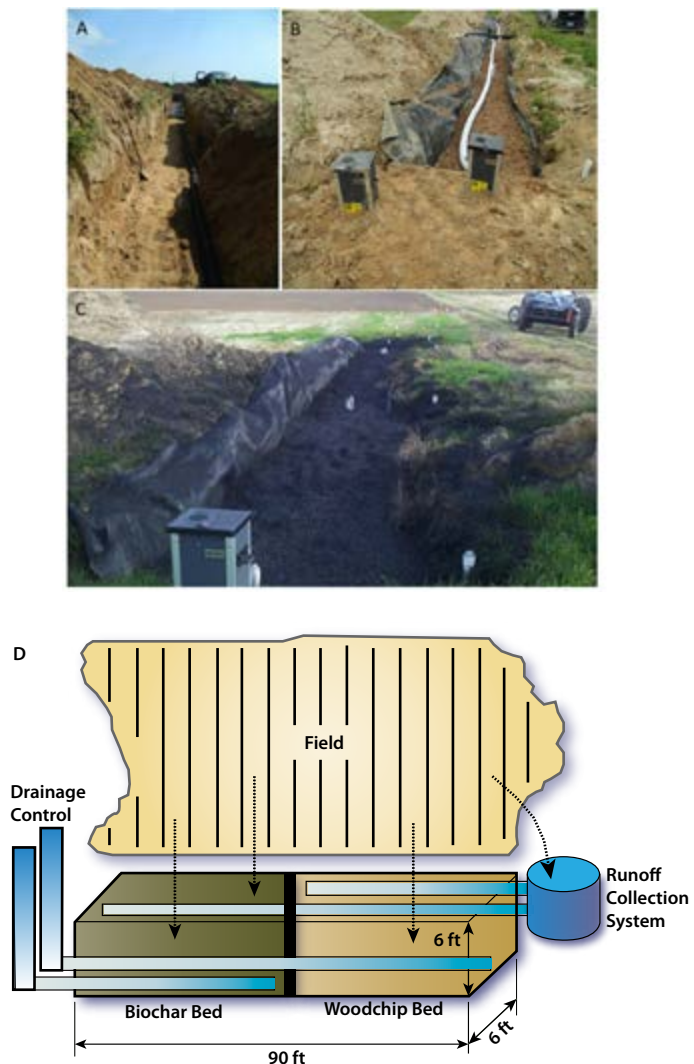 A
B
C
D
Field
Drainage
Control
Runoff
Collection
System
6 ft
Biochar Bed
Woodchip Bed
6 ft
90 ft